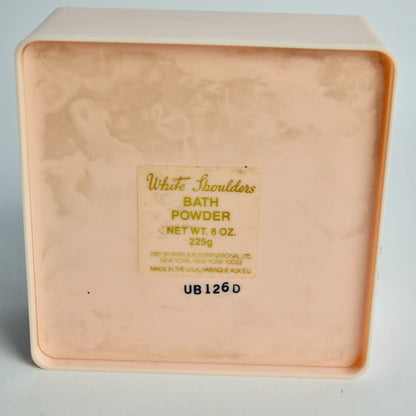 White Shoulders
BATH
POWDER
NET WT. 8 OZ.
225g
DIST. BY PARFUMS INTERNATIONAL LTD.
NEW YORK, NEW YORK 10022
MADE IN THE U.S.A./FABRIQUE AUX É.U.
UB126D